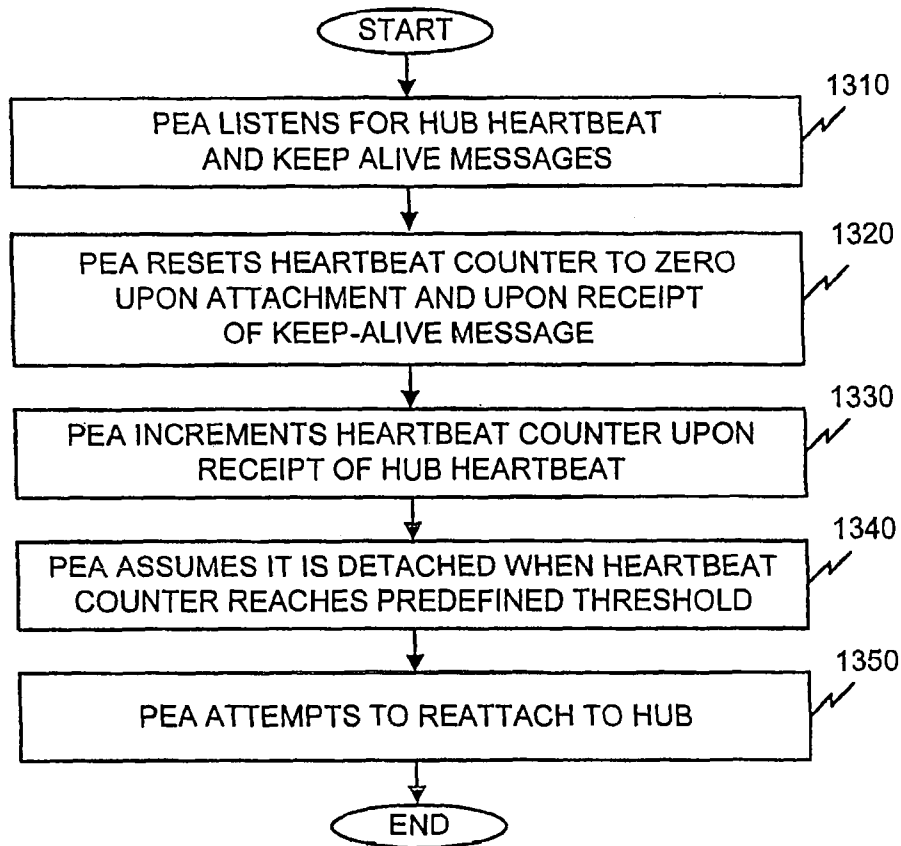 START
1310
PEA LISTENS FOR HUB HEARTBEAT
AND KEEP ALIVE MESSAGES
1320
PEA RESETS HEARTBEAT COUNTER TO ZERO
UPON ATTACHMENT AND UPON RECEIPT
OF KEEP-ALIVE MESSAGE
1330
PEA INCREMENTS HEARTBEAT COUNTER UPON
RECEIPT OF HUB HEARTBEAT
1340
PEA ASSUMES IT IS DETACHED WHEN HEARTBEAT
COUNTER REACHES PREDEFINED THRESHOLD
1350
PEA ATTEMPTS TO REATTACH TO HUB
END